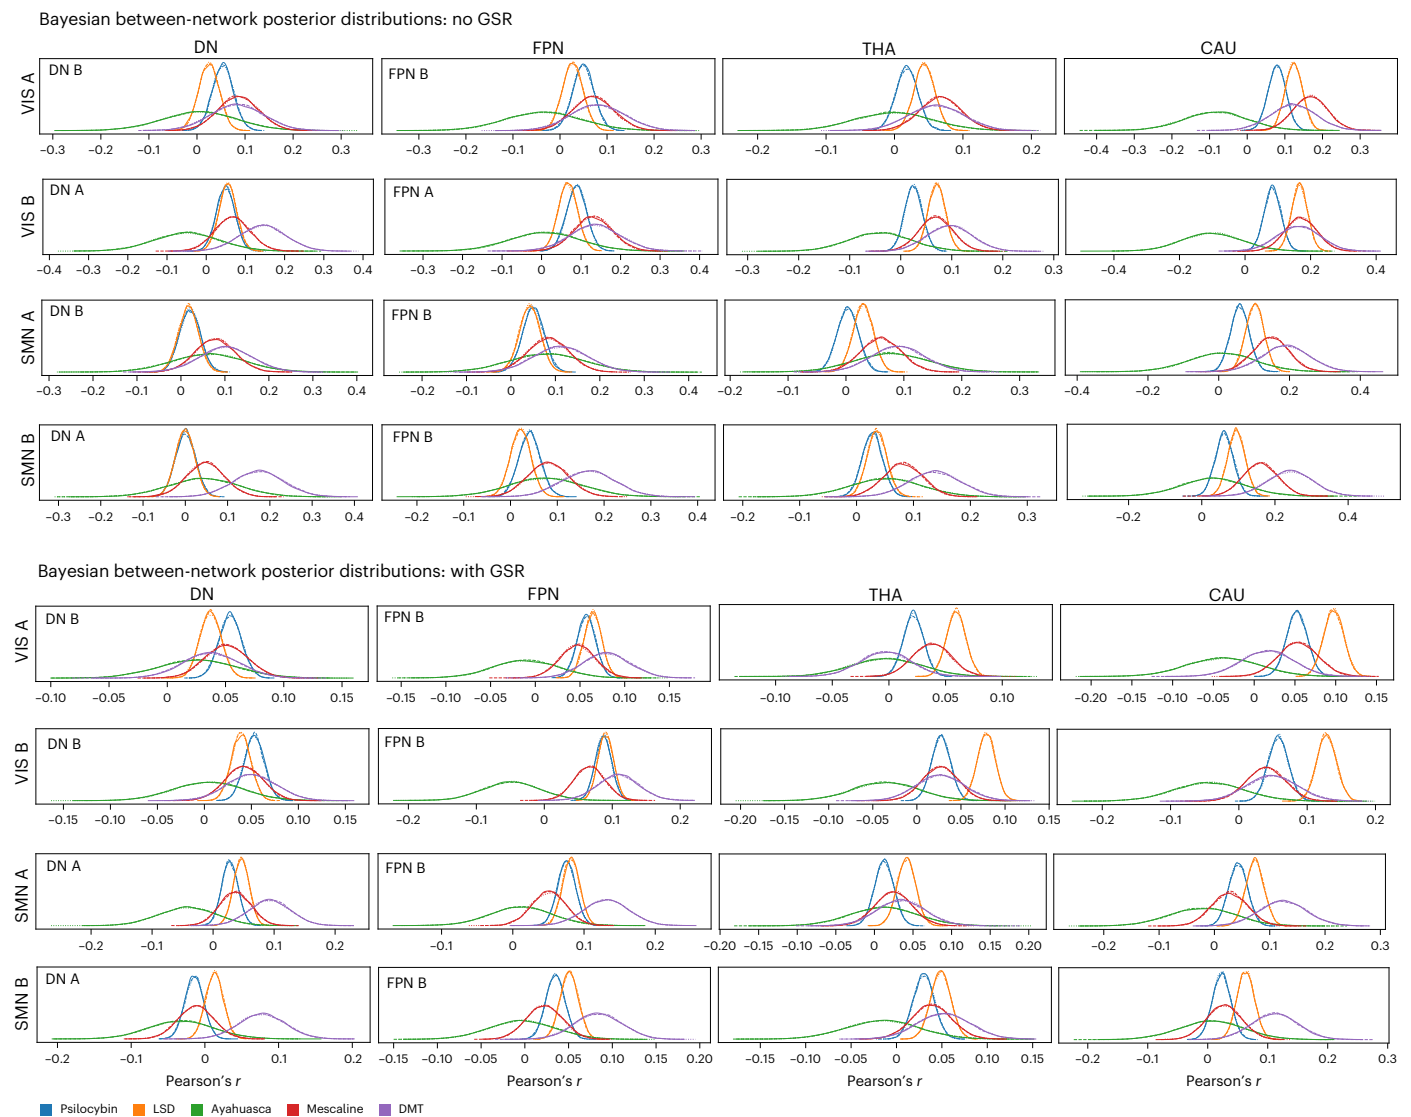 Bayesian between-network posterior distributions: no GSR
DN FPN THA CAU
VIS A
DN B FPN B
−0.3 −0.2 −0.1 0 0.1 0.2 0.3 −0.3 −0.2 −0.1 0 0.1 0.2 0.3 −0.2 −0.1 0 0.1 0.2 −0.4 −0.3 −0.2 −0.1 0 0.1 0.2 0.3
VIS B
DN A FPN A
−0.4 −0.3 −0.2 −0.1 0 0.1 0.2 0.3 0.4 −0.3 −0.2 −0.1 0 0.1 0.2 0.3 0.4 −0.3 −0.2 −0.1 0 0.1 0.2 0.3 −0.4 −0.2 0 0.2 0.4
SMN A
DN B FPN B
−0.3 −0.2 −0.1 0 0.1 0.2 0.3 0.4 −0.2 −0.1 0 0.1 0.2 0.3 0.4 −0.2 −0.1 0 0.1 0.2 0.3 −0.4 −0.2 0 0.2 0.4
SMN B
DN A FPN B
−0.3 −0.2 −0.1 0 0.1 0.2 0.3 0.4 −0.2 −0.1 0 0.1 0.2 0.3 0.4 −0.2 −0.1 0 0.1 0.2 0.3 −0.2 0 0.2 0.4
Bayesian between-network posterior distributions: with GSR
DN FPN THA CAU
VIS A
DN B FPN B
−0.10 −0.05 0 0.05 0.10 0.15 −0.15 −0.10 −0.05 0 0.05 0.10 0.15 −0.10 −0.05 0 0.05 0.10 −0.20 −0.15 −0.10 −0.05 0 0.05 0.10 0.15
VIS B
DN B FPN B
−0.15 −0.10 −0.05 0 0.05 0.10 0.15 −0.2 −0.1 0 0.1 0.2 −0.20 −0.15 −0.10 −0.05 0 0.05 0.10 0.15 −0.2 −0.1 0 0.1 0.2
SMN A
DN A FPN B
−0.2 −0.1 0 0.1 0.2 −0.1 0 0.1 0.2 −0.20 −0.15 −0.10 −0.05 0 0.05 0.10 0.15 0.20 −0.2 −0.1 0 0.1 0.2 0.3
SMN B
DN A FPN B
−0.2 −0.1 0 0.1 0.2 −0.15 −0.10 −0.05 0 0.05 0.10 0.15 0.20 −0.15 −0.10 −0.05 0 0.05 0.10 0.15 −0.2 −0.1 0 0.1 0.2 0.3
Pearson's r Pearson's r Pearson's r Pearson's r
Psilocybin LSD Ayahuasca Mescaline DMT